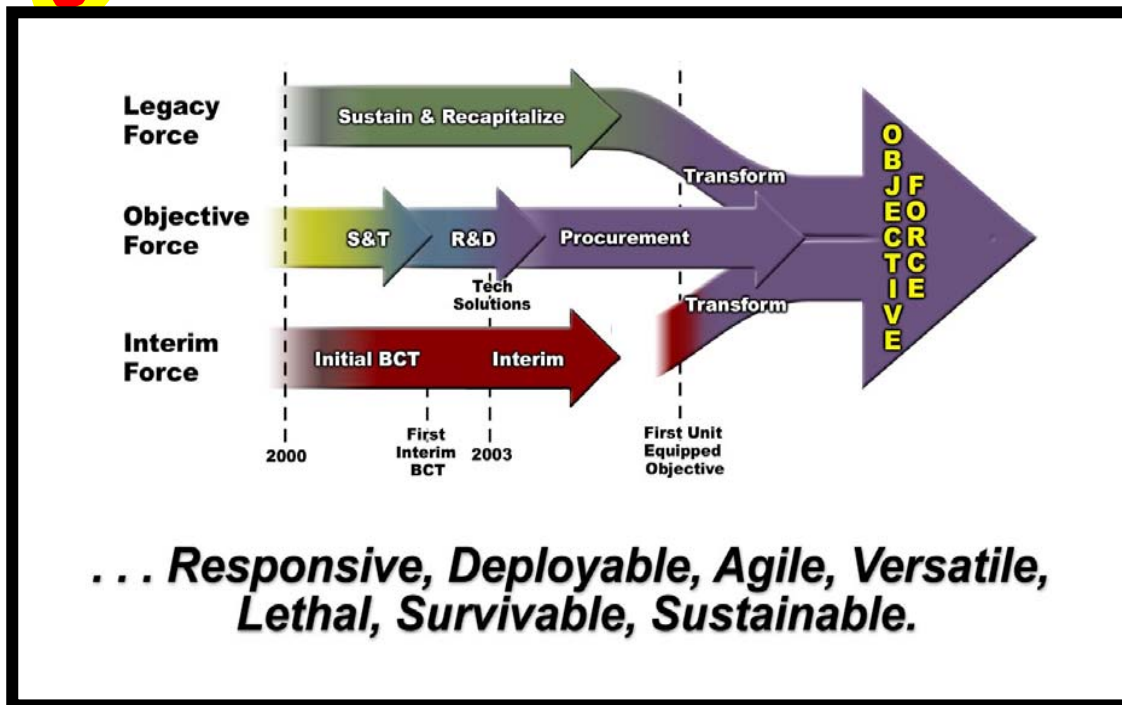 Legacy
Force
Sustain & Recapitalize
Transform
Objective
Force
S&T
R&D
Procurement
Tech
Solutions
Transform
Interim
Force
Initial BCT
Interim
OBJECTIVE
FORCE
2000
First
Interim
BCT
2003
First Unit
Equipped
Objective
. . . Responsive, Deployable, Agile, Versatile,
Lethal, Survivable, Sustainable.